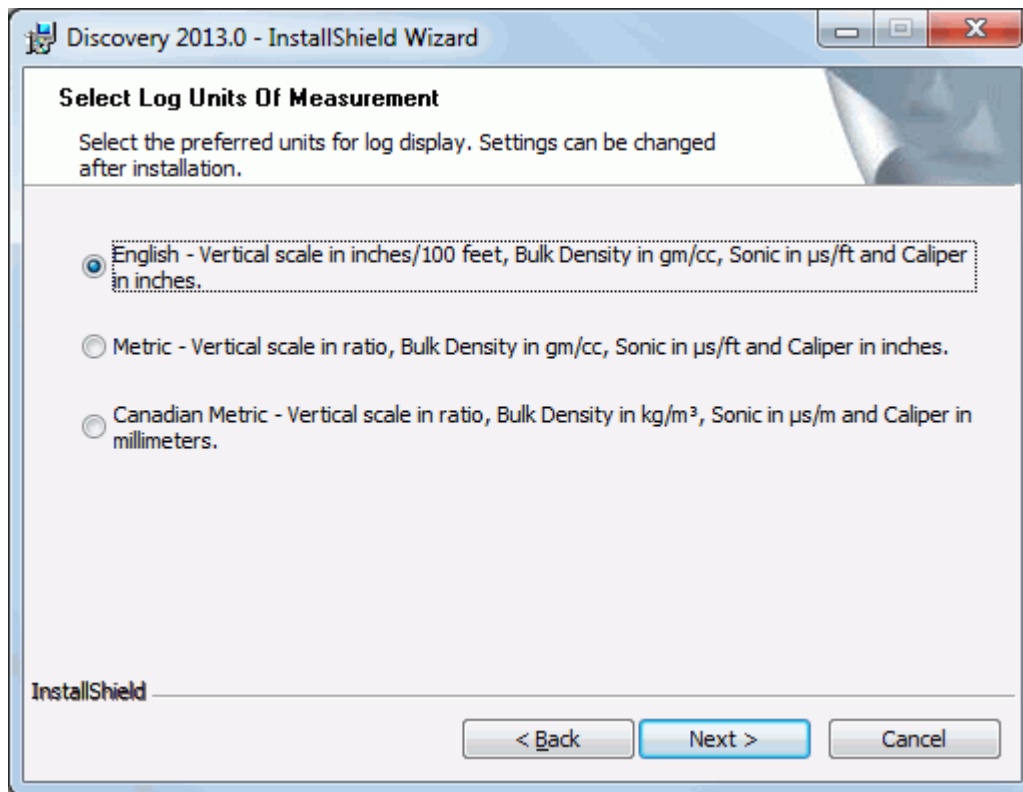 Discovery 2013.0 - InstallShield Wizard
Select Log Units Of Measurement
Select the preferred units for log display. Settings can be changed
after installation.
English - Vertical scale in inches/100 feet, Bulk Density in gm/cc, Sonic in µs/ft and Caliper
in inches.
Metric - Vertical scale in ratio, Bulk Density in gm/cc, Sonic in µs/ft and Caliper in inches.
Canadian Metric - Vertical scale in ratio, Bulk Density in kg/m³, Sonic in µs/m and Caliper in
millimeters.
InstallShield
< Back
Next >
Cancel